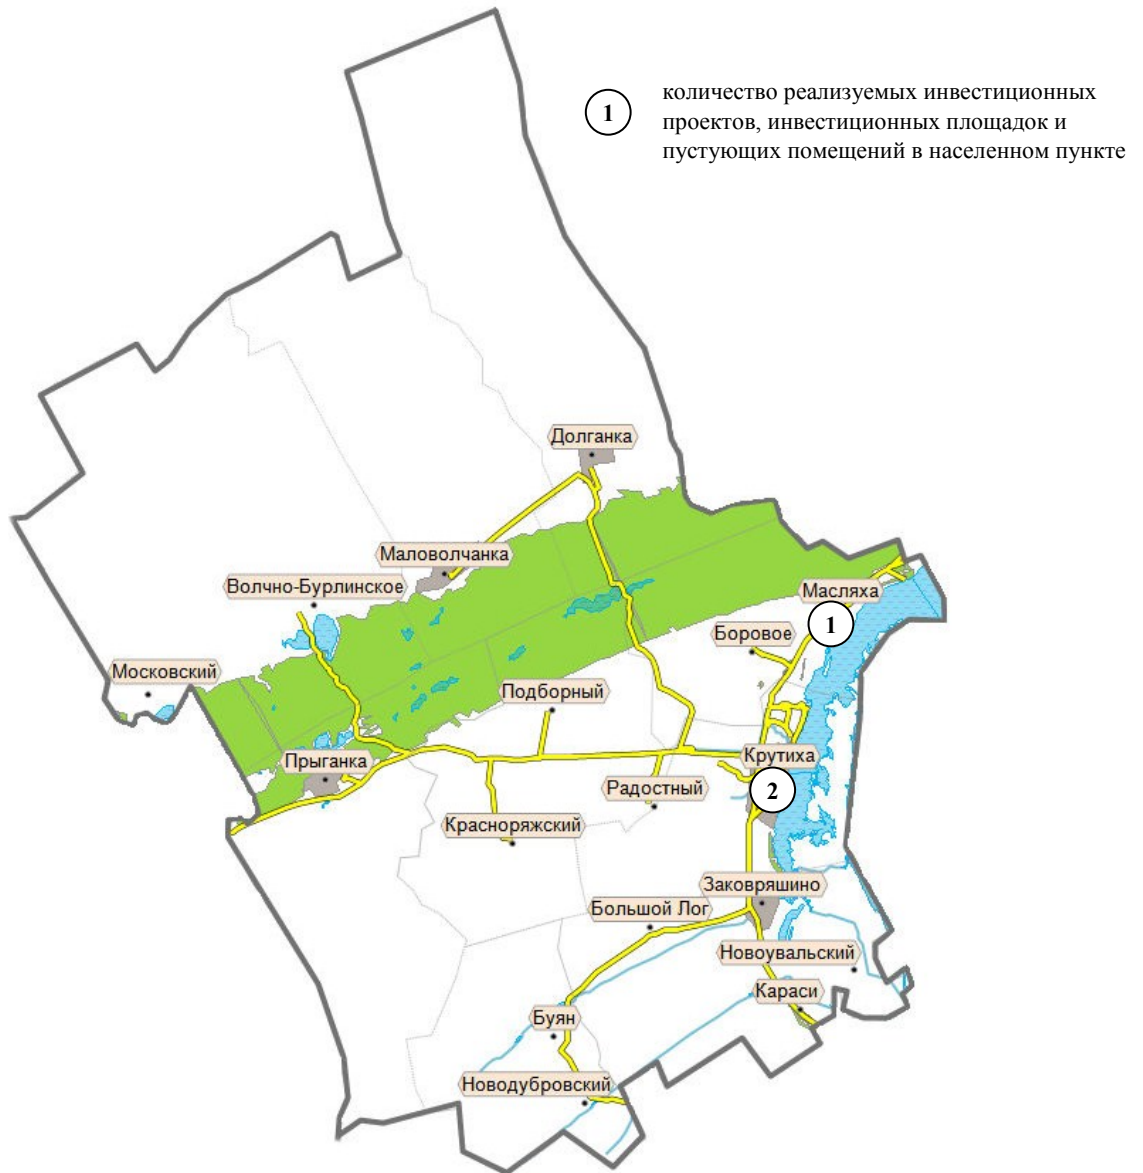 1
количество реализуемых инвестиционных
проектов, инвестиционных площадок и
пустующих помещений в населенном пункте
Долганка
Маловолчанка
Волчно-Бурлинское
Масляха
1
Боровое
Московский
Подборный
Крутиха
Прыганка
2
Радостный
Красноряжский
Заковряшино
Большой Лог
Новоувальский
Караси
Буян
Новодубровский